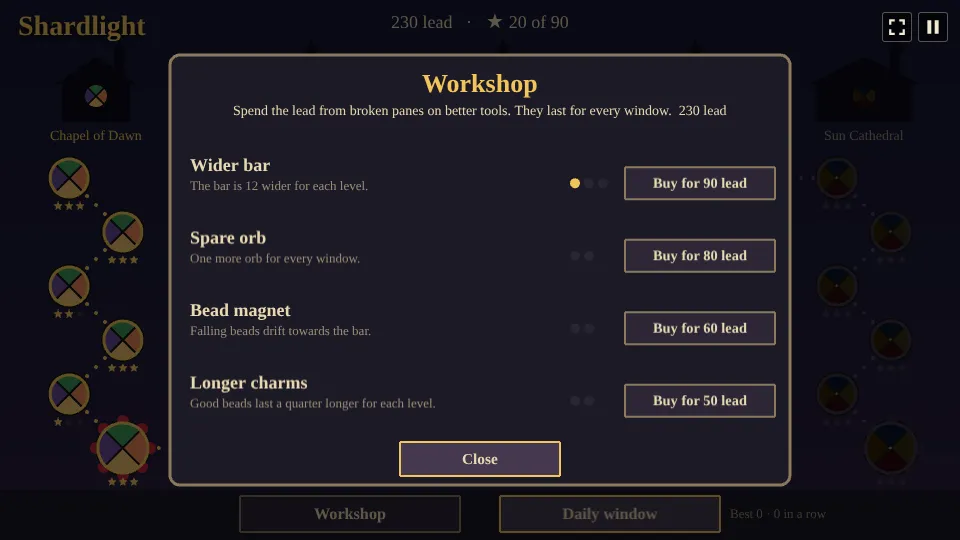 Shardlight
230 lead · ★ 20 of 90
Workshop
Spend the lead from broken panes on better tools. They last for every window. 230 lead
Chapel of Dawn
Sun Cathedral
Wider bar
The bar is 12 wider for each level.
Buy for 90 lead
Spare orb
One more orb for every window.
Buy for 80 lead
Bead magnet
Falling beads drift towards the bar.
Buy for 60 lead
Longer charms
Good beads last a quarter longer for each level.
Buy for 50 lead
Close
Workshop
Daily window
Best 0 · 0 in a row